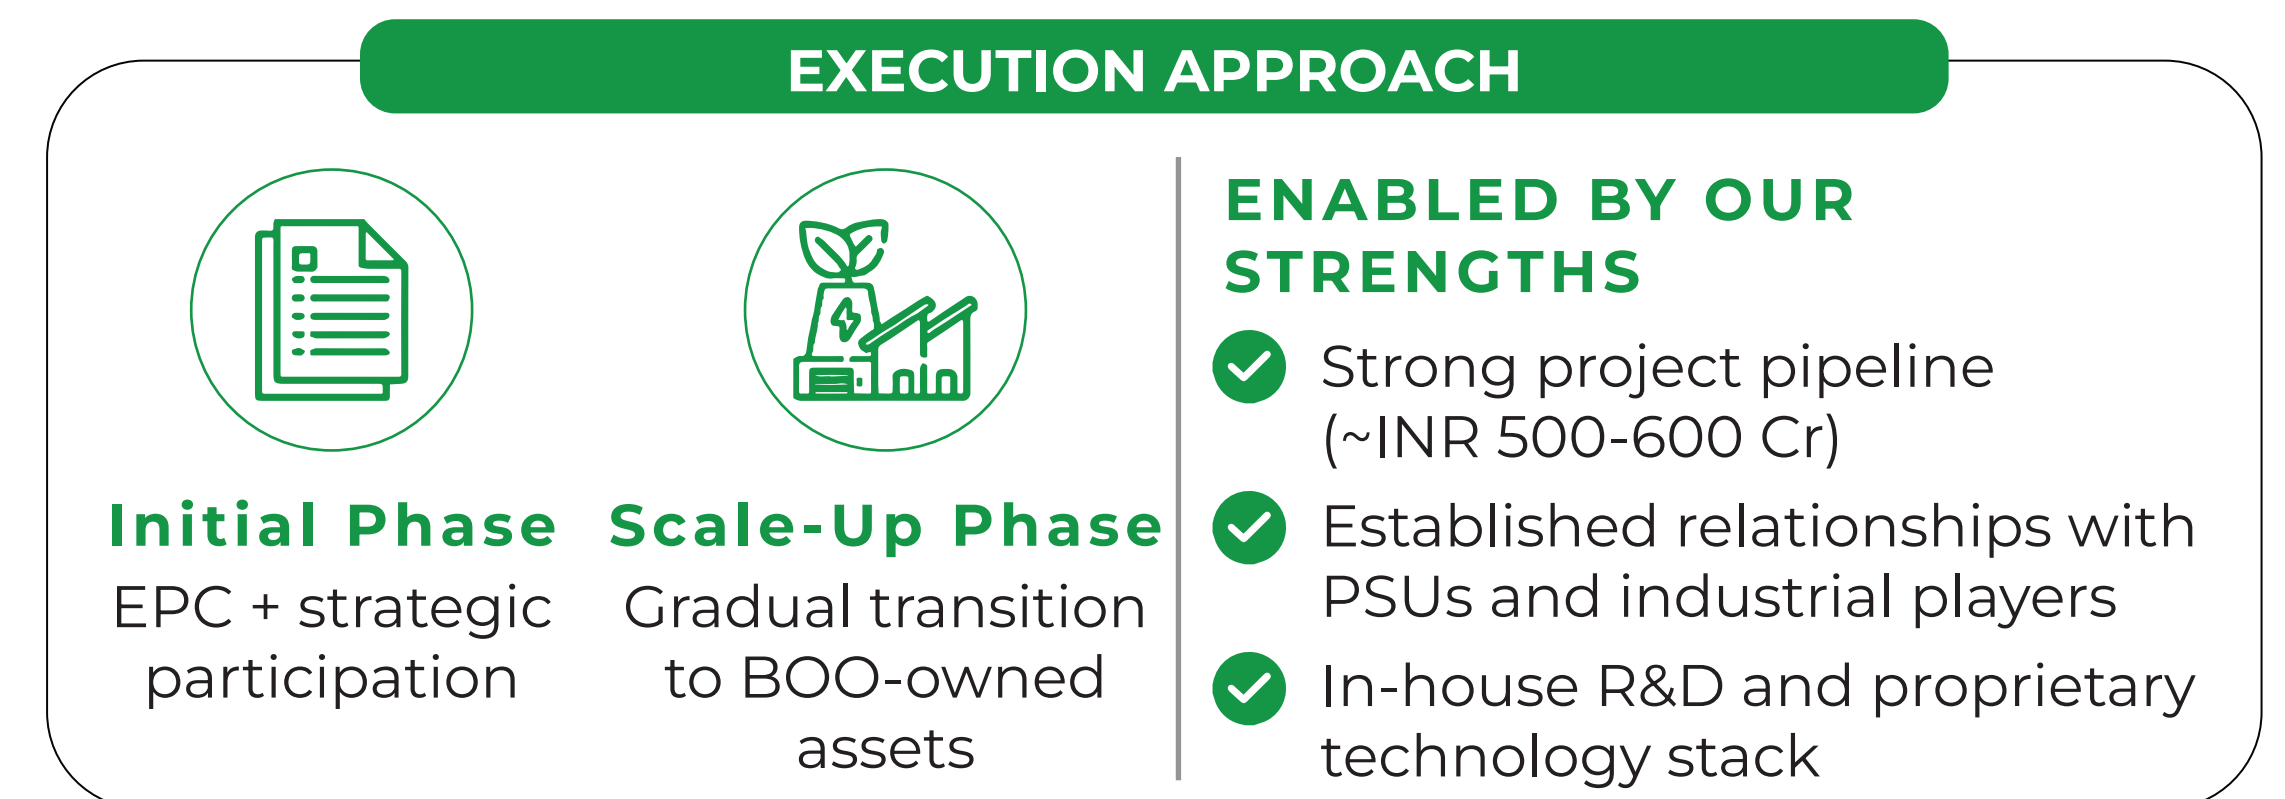 EXECUTION APPROACH
Initial Phase
EPC + strategic
participation
Scale-Up Phase
Gradual transition
to BOO-owned
assets
ENABLED BY OUR
STRENGTHS
Strong project pipeline
(~INR 500-600 Cr)
Established relationships with
PSUs and industrial players
In-house R&D and proprietary
technology stack